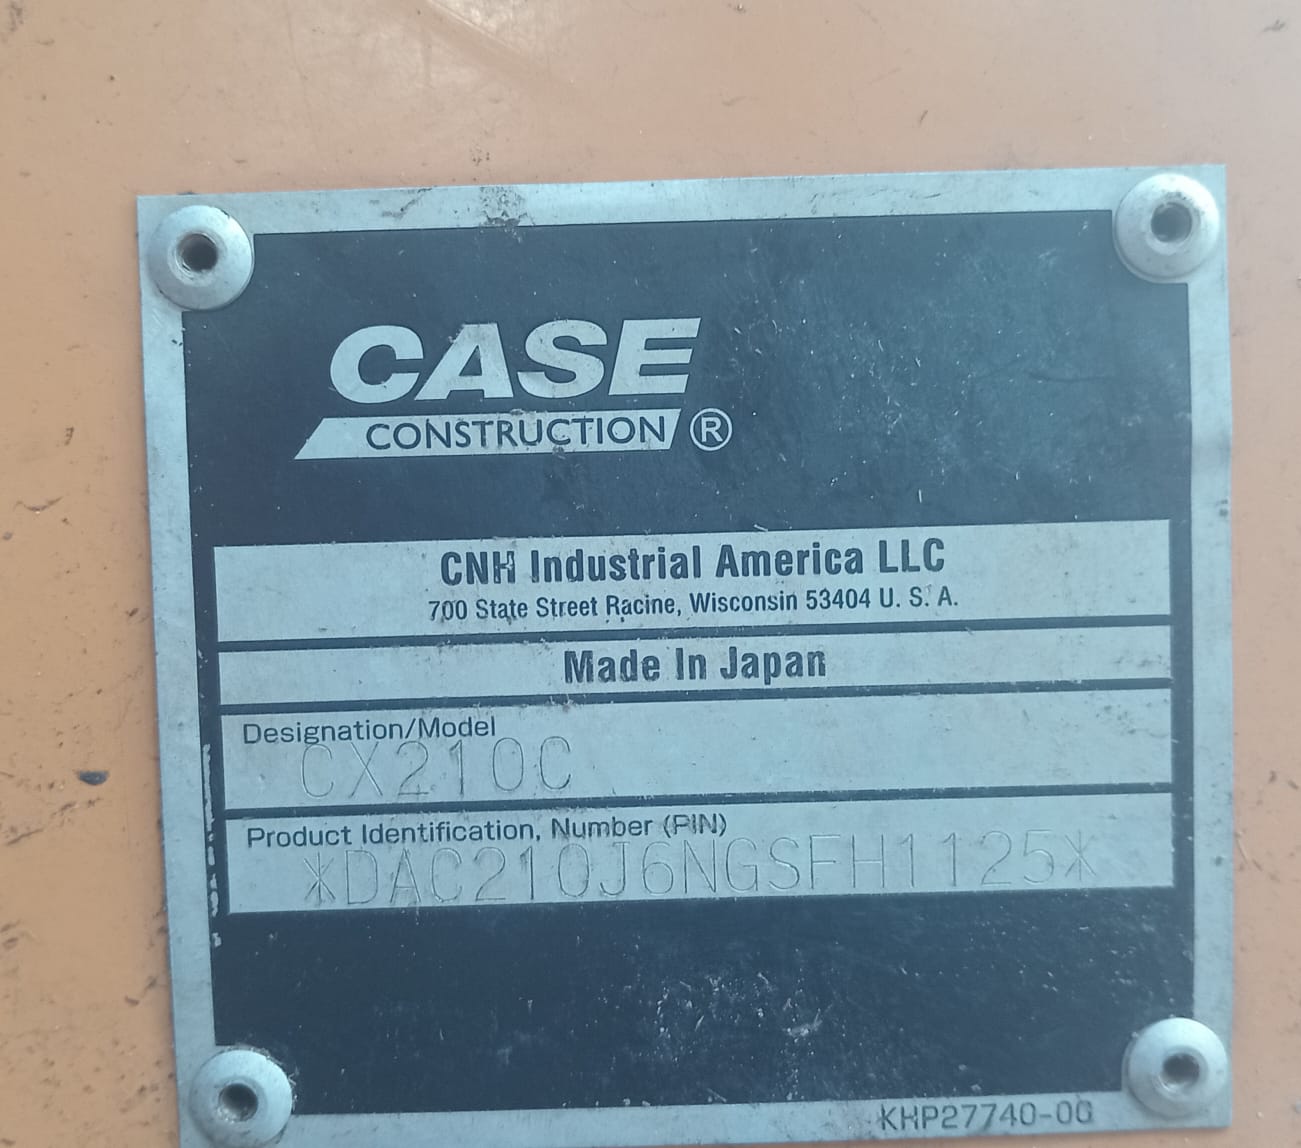 CASE
CONSTRUCTION ®
CNH Industrial America LLC
700 State Street Racine, Wisconsin 53404 U. S. A.
Made In Japan
Designation/Model
CX210C
Product Identification, Number (PIN)
*DAC210J6NGSFH1125*
KHP27740-00